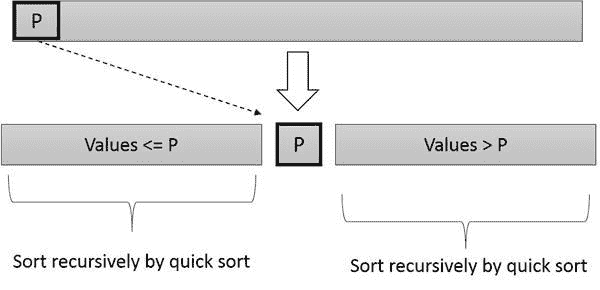 P
Values <= P
P
Values > P
Sort recursively by quick sort
Sort recursively by quick sort